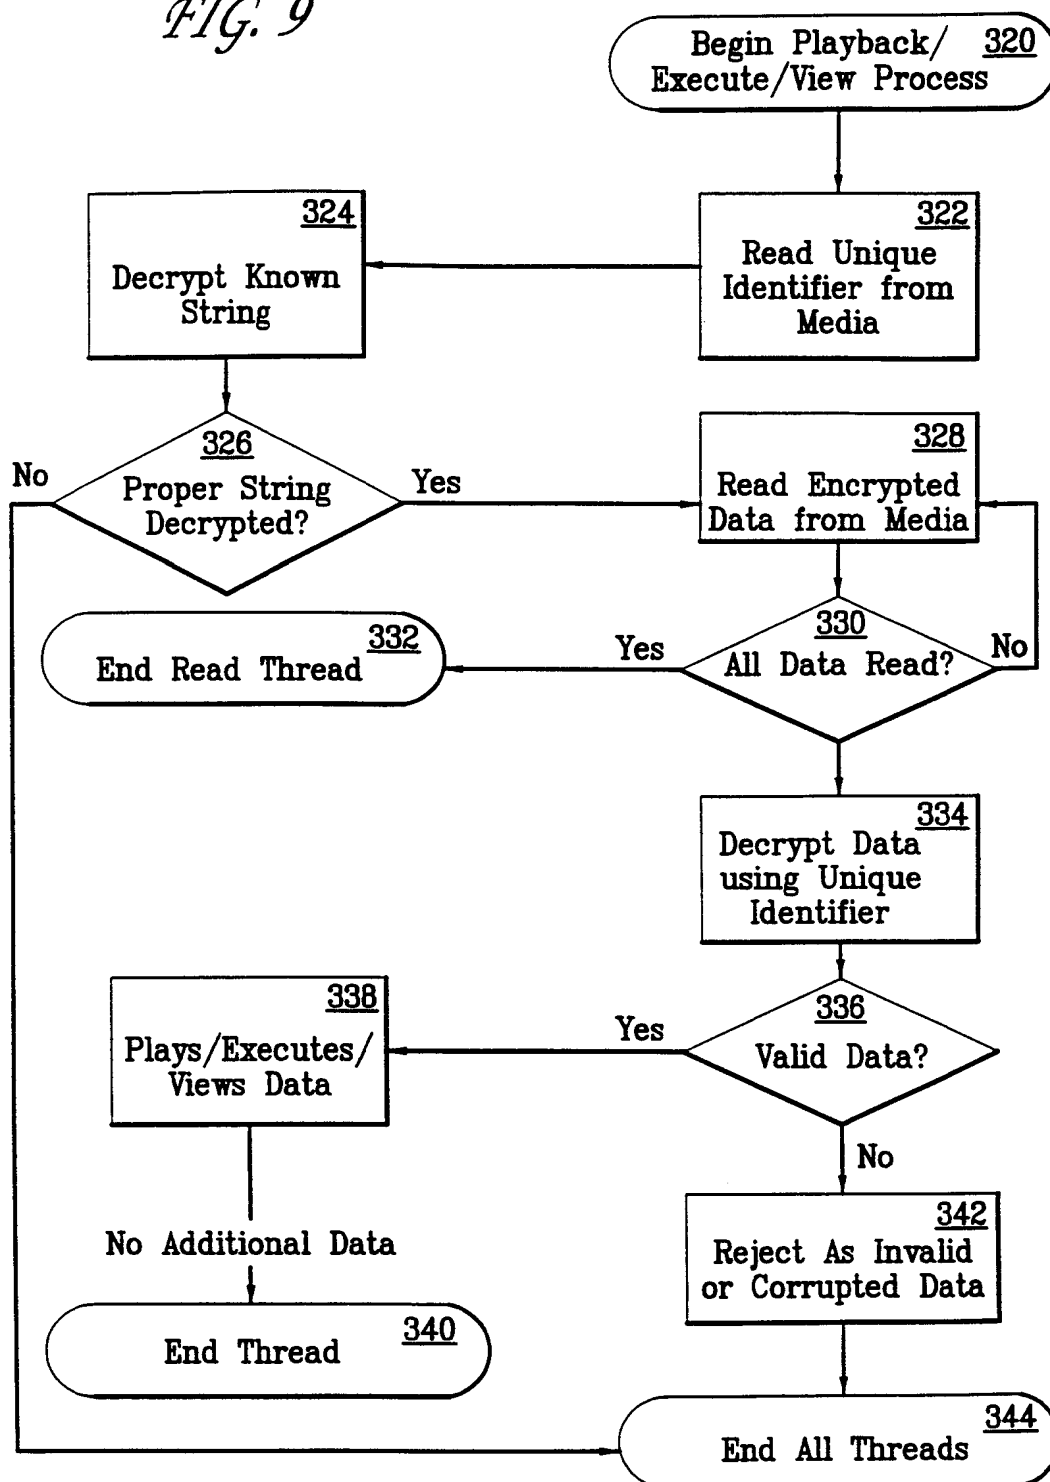 FIG. 9
Begin Playback/ 320
Execute/View Process
324
Decrypt Known
String
322
Read Unique
Identifier from
Media
326
Proper String
Decrypted?
No
Yes
328
Read Encrypted
Data from Media
330
All Data Read?
Yes
No
332
End Read Thread
334
Decrypt Data
using Unique
Identifier
336
Valid Data?
Yes
No
338
Plays/Executes/
Views Data
No Additional Data
340
End Thread
342
Reject As Invalid
or Corrupted Data
344
End All Threads